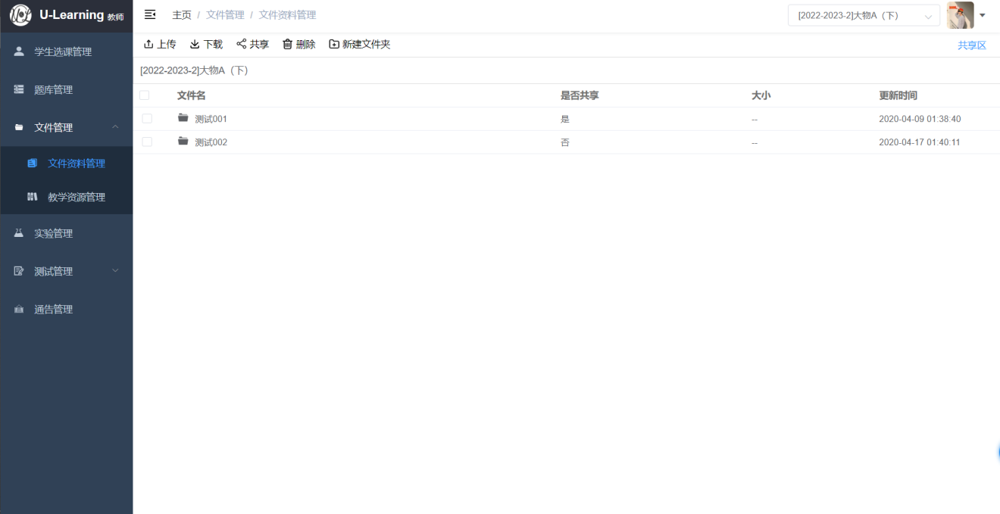 U-Learning 教师
主页 / 文件管理 / 文件资料管理
[2022-2023-2]大物A（下）
学生选课管理
题库管理
文件管理
文件资料管理
教学资源管理
实验管理
测试管理
通告管理
上传 下载 共享 删除 新建文件夹
共享区
[2022-2023-2]大物A（下）
文件名 是否共享 大小 更新时间
测试001 是 -- 2020-04-09 01:38:40
测试002 否 -- 2020-04-17 01:40:11